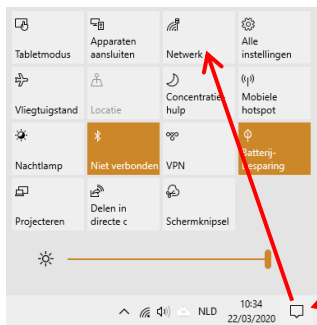 Tabletmodus
Apparaten
aansluiten
Netwerk
Alle
instellingen
Vliegtuigstand
Locatie
Concentratie-
hulp
Mobiele
hotspot
Nachtlamp
Niet verbonden
VPN
Batterij-
besparing
Projecteren
Delen in
directe c
Schermknipsel
NLD
10:34
22/03/2020